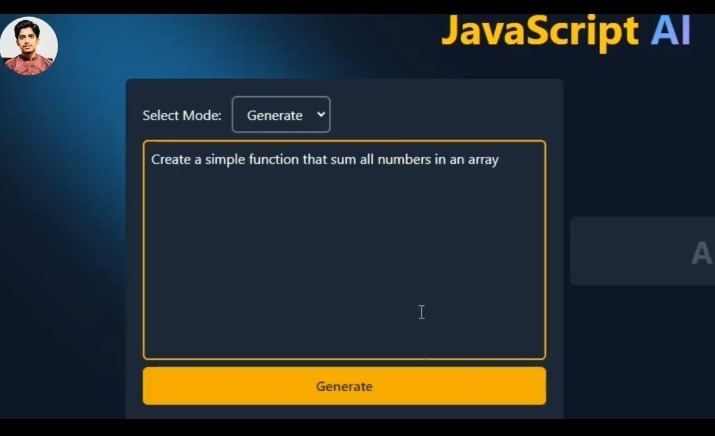 JavaScript AI
Select Mode: Generate
Create a simple function that sum all numbers in an array
A
Generate